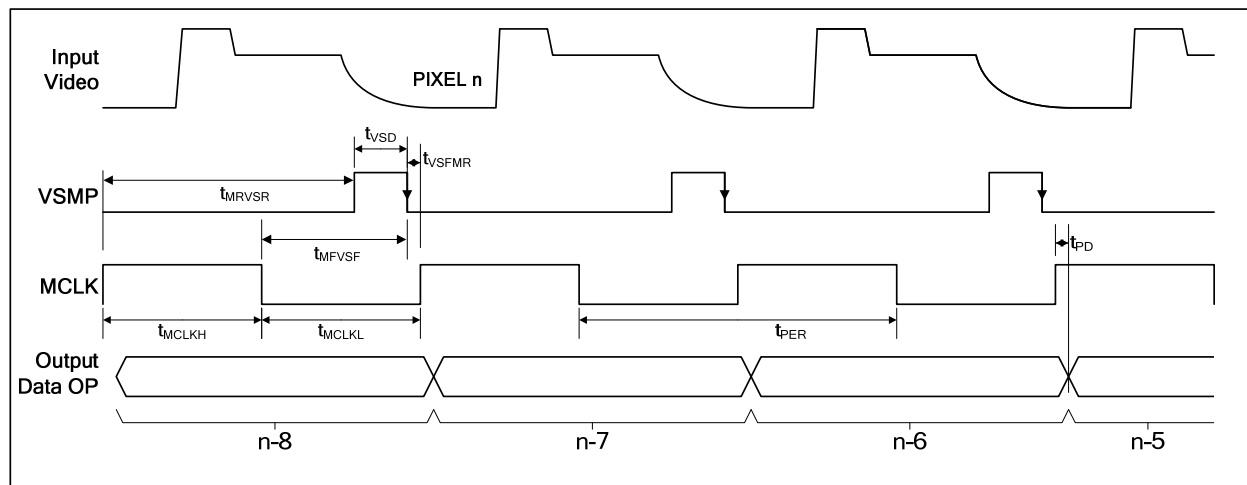 Input
Video
PIXEL n
tVSD
tVSFMR
VSMP
tMRVSR
tMFVSF
tPD
MCLK
tMCLKH
tMCLKL
tPER
Output
Data OP
n-8
n-7
n-6
n-5